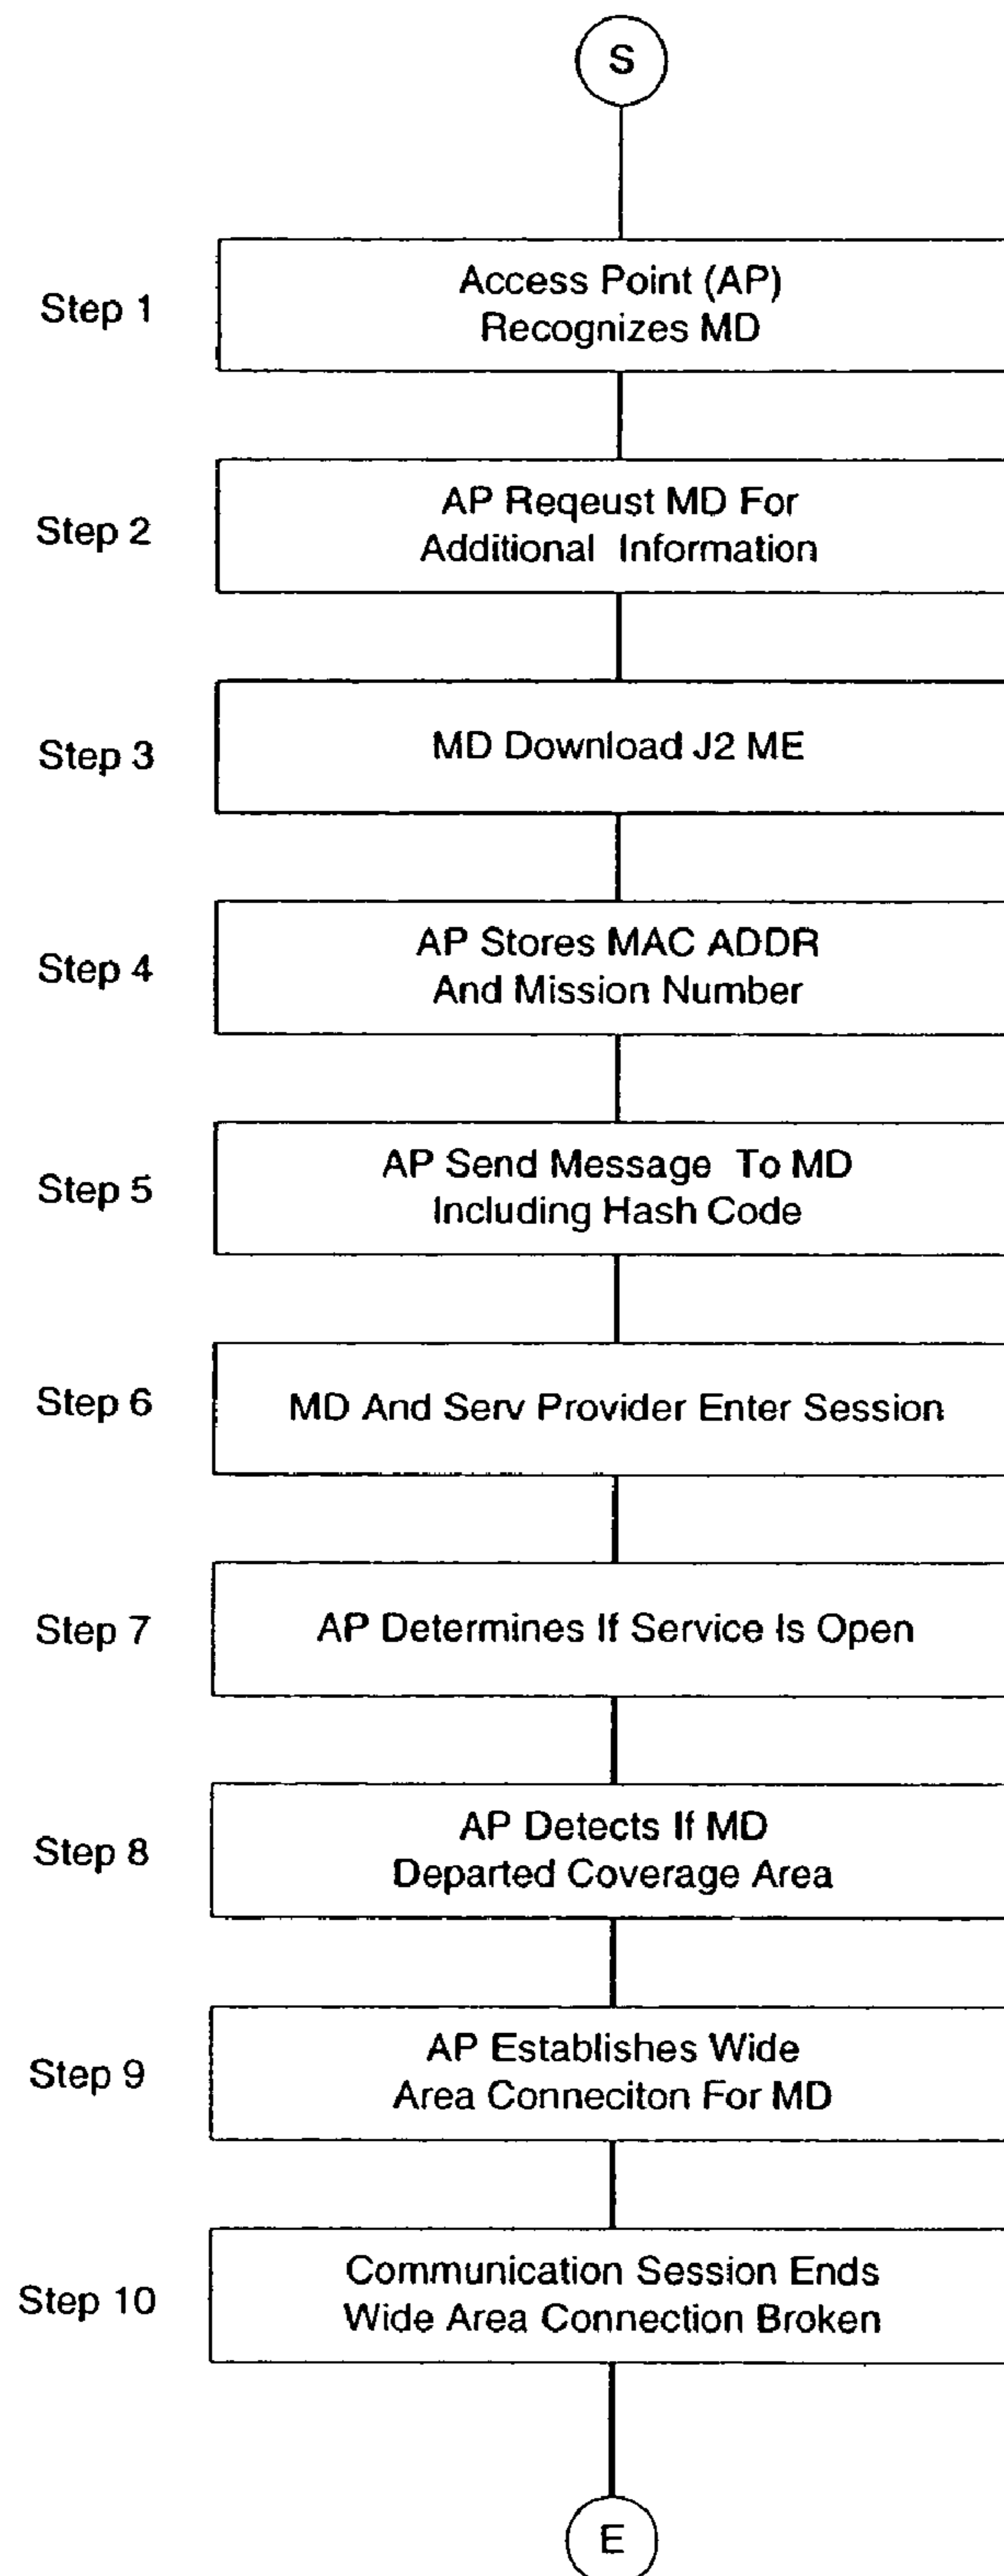 S
Step 1
Access Point (AP)
Recognizes MD
Step 2
AP Reqeust MD For
Additional Information
Step 3
MD Download J2 ME
Step 4
AP Stores MAC ADDR
And Mission Number
Step 5
AP Send Message To MD
Including Hash Code
Step 6
MD And Serv Provider Enter Session
Step 7
AP Determines If Service Is Open
Step 8
AP Detects If MD
Departed Coverage Area
Step 9
AP Establishes Wide
Area Conneciton For MD
Step 10
Communication Session Ends
Wide Area Connection Broken
E